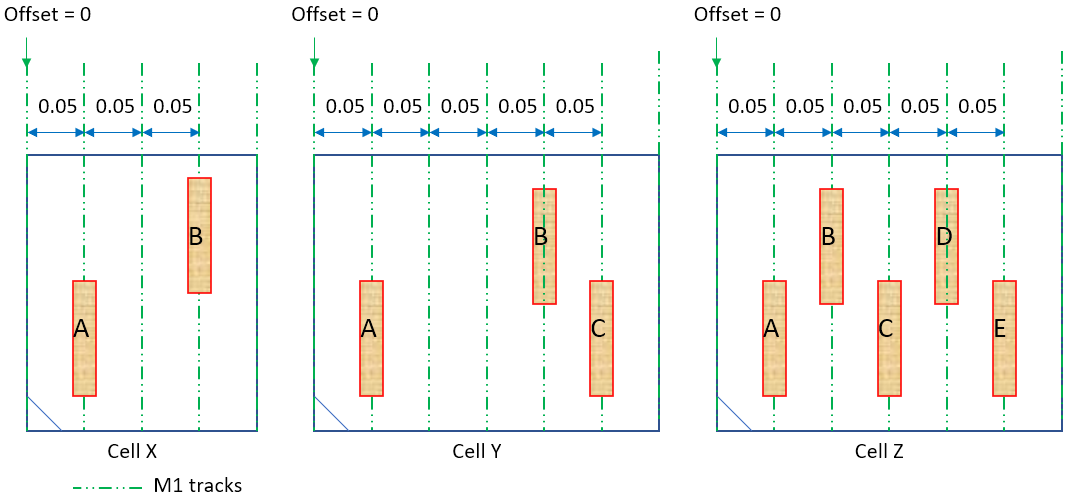 Offset = 0 Offset = 0 Offset = 0
0.05 0.05 0.05 0.05 0.05 0.05 0.05 0.05 0.05 0.05 0.05 0.05 0.05
B B B D
A A C A C E
Cell X Cell Y Cell Z
M1 tracks